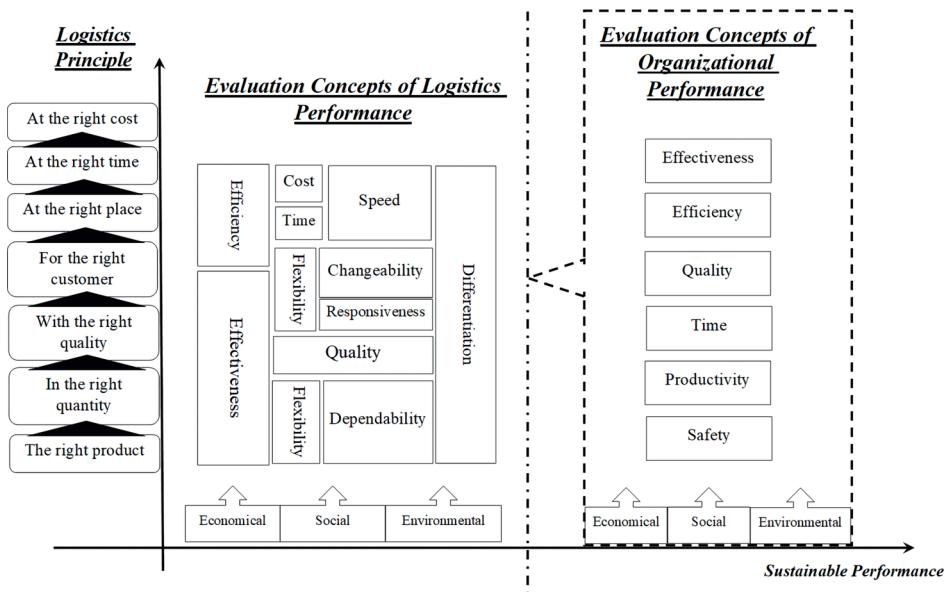 Logistics
Principle
At the right cost
At the right time
At the right place
For the right
customer
With the right
quality
In the right
quantity
The right product
Evaluation Concepts of Logistics
Performance
Efficiency
Effectiveness
Cost
Time
Speed
Flexibility
Changeability
Responsiveness
Quality
Flexibility
Dependability
Differentiation
Economical
Social
Environmental
Evaluation Concepts of
Organizational
Performance
Effectiveness
Efficiency
Quality
Time
Productivity
Safety
Economical
Social
Environmental
Sustainable Performance